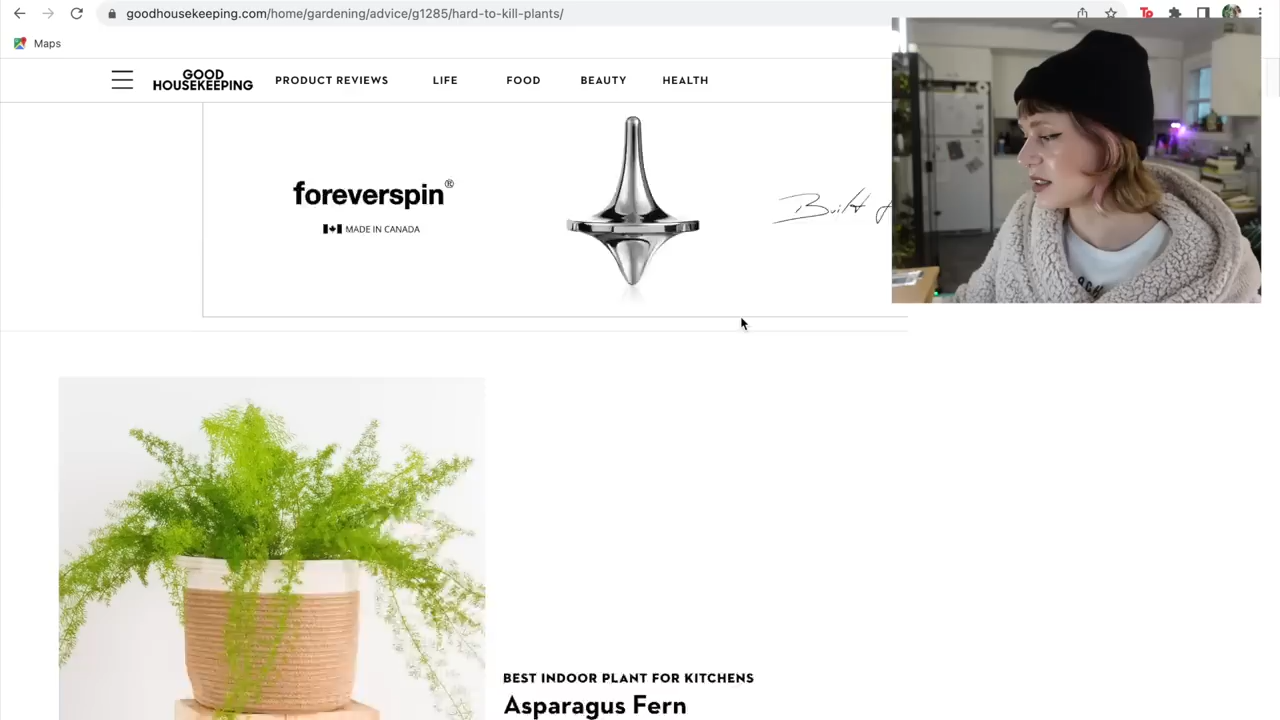 goodhousekeeping.com/home/gardening/advice/g1285/hard-to-kill-plants/
Maps
GOOD
HOUSEKEEPING
PRODUCT REVIEWS
LIFE
FOOD
BEAUTY
HEALTH
foreverspin®
MADE IN CANADA
Built
BEST INDOOR PLANT FOR KITCHENS
Asparagus Fern